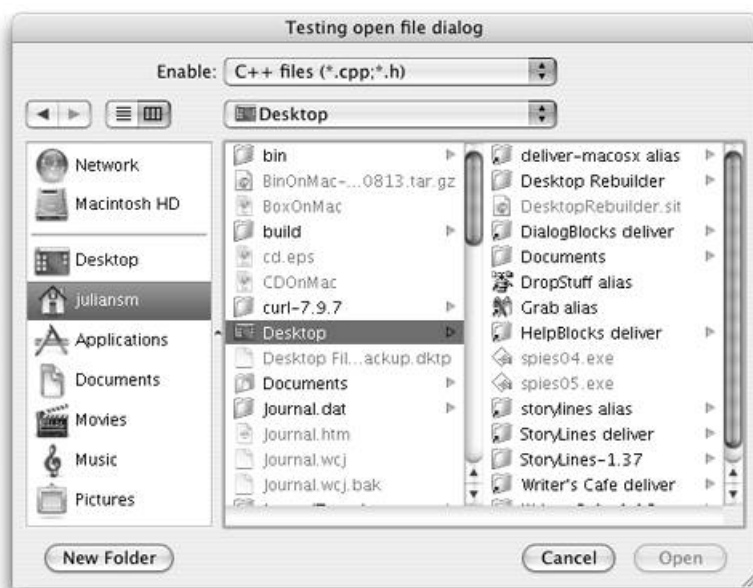 Testing open file dialog
Enable: C++ files (*.cpp;*.h)
Desktop
Network
Macintosh HD
Desktop
juliansm
Applications
Documents
Movies
Music
Pictures
bin
BinOnMac-...0813.tar.gz
BoxOnMac
build
cd.eps
CDOnMac
curl-7.9.7
Desktop
Desktop Fil...ackup.dktp
Documents
Journal.dat
Journal.htm
Journal.wcj
Journal.wcj.bak
deliver-macosx alias
Desktop Rebuilder
DesktopRebuilder.sit
DialogBlocks deliver
Documents
DropStuff alias
Grab alias
HelpBlocks deliver
spies04.exe
spies05.exe
storylines alias
StoryLines deliver
StoryLines-1.37
Writer's Cafe deliver
New Folder
Cancel
Open